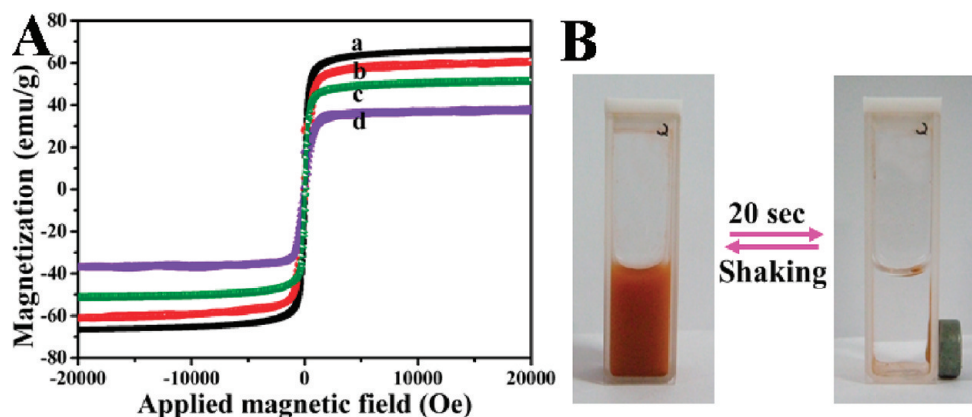 A
Magnetization (emu/g)
80
60
40
20
0
-20
-40
-60
-80
a
b
c
d
-20000 -10000 0 10000 20000
Applied magnetic field (Oe)
B
20 sec
Shaking